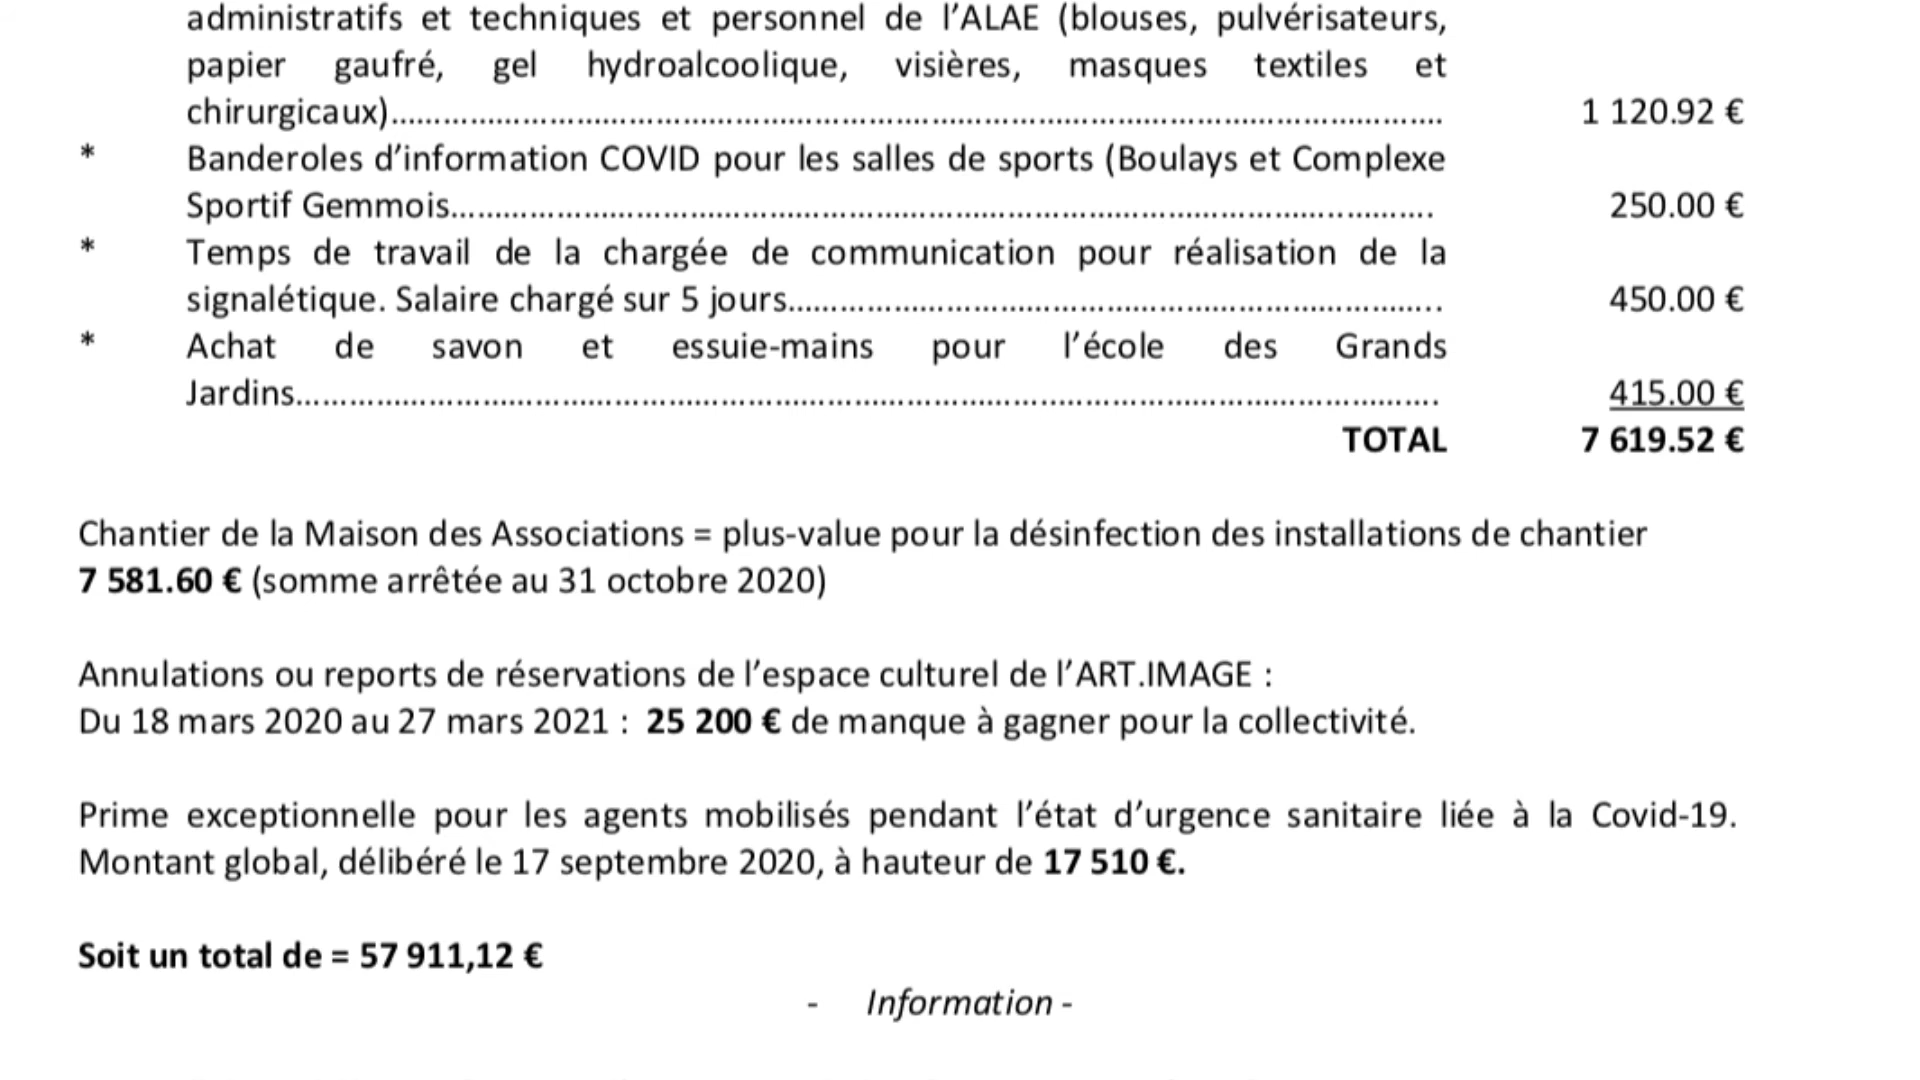 administratifs et techniques et personnel de l’ALAE (blouses, pulvérisateurs,
papier gaufré, gel hydroalcoolique, visières, masques textiles et
chirurgicaux)........................................................................................................................ 1 120.92 €
* Banderoles d’information COVID pour les salles de sports (Boulays et Complexe
Sportif Gemmois................................................................................................................ 250.00 €
* Temps de travail de la chargée de communication pour réalisation de la
signalétique. Salaire chargé sur 5 jours.......................................................................... 450.00 €
* Achat de savon et essuie-mains pour l’école des Grands
Jardins.................................................................................................................................. 415.00 €
TOTAL 7 619.52 €
Chantier de la Maison des Associations = plus-value pour la désinfection des installations de chantier
7 581.60 € (somme arrêtée au 31 octobre 2020)
Annulations ou reports de réservations de l’espace culturel de l’ART.IMAGE :
Du 18 mars 2020 au 27 mars 2021 : 25 200 € de manque à gagner pour la collectivité.
Prime exceptionnelle pour les agents mobilisés pendant l’état d’urgence sanitaire liée à la Covid-19.
Montant global, délibéré le 17 septembre 2020, à hauteur de 17 510 €.
Soit un total de = 57 911,12 €
- Information -